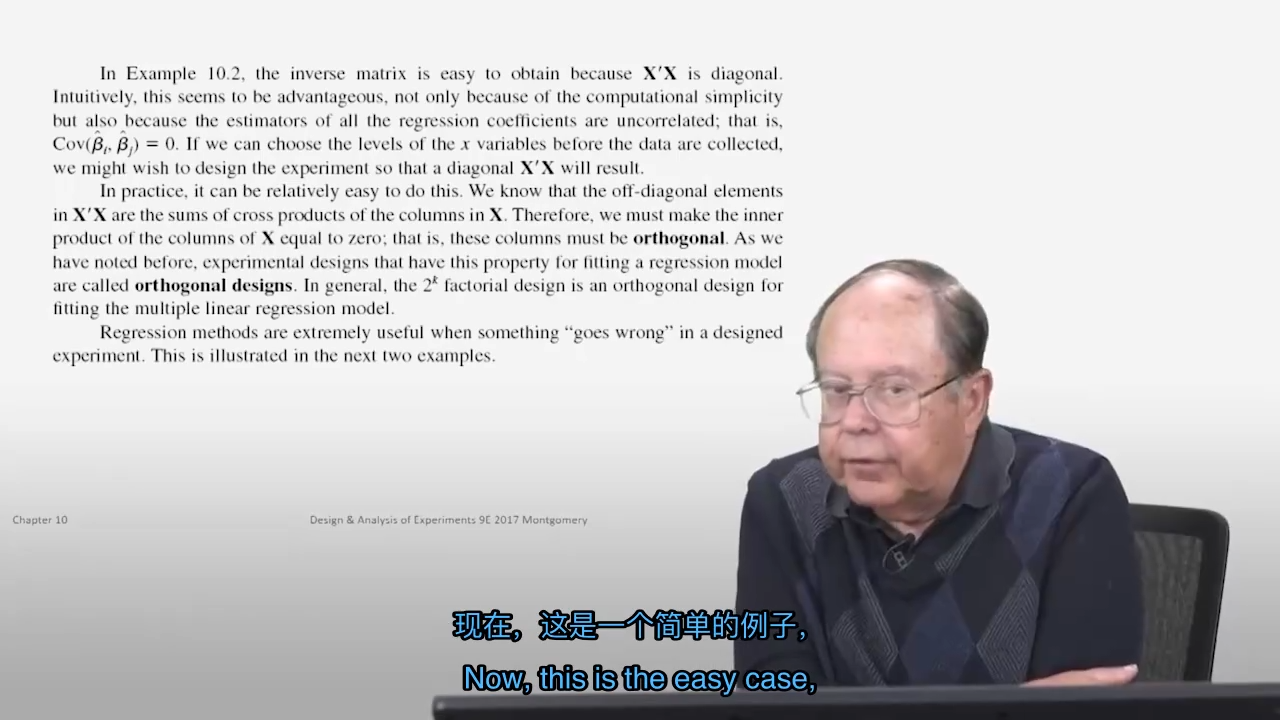 In Example 10.2, the inverse matrix is easy to obtain because X′X is diagonal.
Intuitively, this seems to be advantageous, not only because of the computational simplicity
but also because the estimators of all the regression coefficients are uncorrelated; that is,
Cov(β̂ᵢ, β̂ⱼ) = 0. If we can choose the levels of the x variables before the data are collected,
we might wish to design the experiment so that a diagonal X′X will result.
In practice, it can be relatively easy to do this. We know that the off-diagonal elements
in X′X are the sums of cross products of the columns in X. Therefore, we must make the inner
product of the columns of X equal to zero; that is, these columns must be orthogonal. As we
have noted before, experimental designs that have this property for fitting a regression model
are called orthogonal designs. In general, the 2ᵏ factorial design is an orthogonal design for
fitting the multiple linear regression model.
Regression methods are extremely useful when something “goes wrong” in a designed
experiment. This is illustrated in the next two examples.
Chapter 10
Design & Analysis of Experiments 9E 2017 Montgomery
现在，这是一个简单的例子，
Now, this is the easy case,